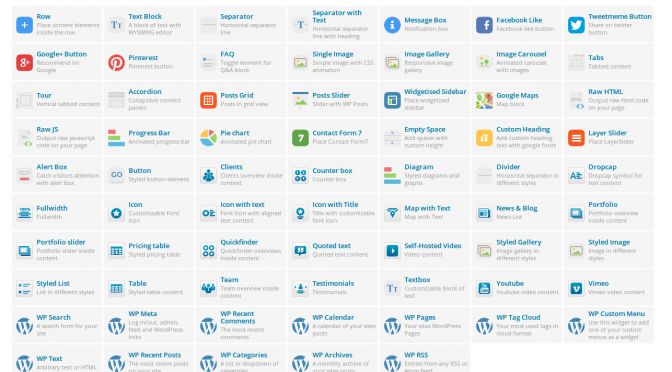 Row
Place content elements
inside the row
Text Block
A block of text with
WYSIWYG editor
Separator
Horizontal separator
line
Separator with
Text
Horizontal separator
line with heading
Message Box
Notification box
Facebook Like
Facebook like button
Tweetmeme Button
Share on twitter
button
Google+ Button
Recommend on
Google
Pinterest
Pinterest button
FAQ
Toggle element for
Q&A block
Single Image
Simple image with CSS
animation
Image Gallery
Responsive image
gallery
Image Carousel
Animated carousel
with images
Tabs
Tabbed content
Tour
Vertical tabbed content
Accordion
Collapsible content
panels
Posts Grid
Posts in grid view
Posts Slider
Slider with WP Posts
Widgetised Sidebar
Place widgetised
sidebar
Google Maps
Map block
Raw HTML
Output raw html code
on your page
Raw JS
Output raw javascript
code on your page
Progress Bar
Animated progress bar
Pie chart
Animated pie chart
Contact Form 7
Place Contact Form7
Empty Space
Add spacer with
custom height
Custom Heading
Add custom heading
text with google fonts
Layer Slider
Place LayerSlider
Alert Box
Catch visitors attention
with alert box
GO
Button
Styled button element
Clients
Clients overview inside
content
Counter box
Counter box
Diagram
Styled diagrams and
graphs
Divider
Horizontal separator in
different styles
Dropcap
Dropcap symbol for
text content
Fullwidth
Fullwidth
Icon
Customizable Font
Icon
Icon with text
Font icon with aligned
text content
Icon with Title
Title with customizable
font icon
Map with Text
Map with Text
News & Blog
News List
Portfolio
Portfolio overview
inside content
Portfolio slider
Portfolio slider inside
content
Pricing table
Styled pricing table
Quickfinder
Quickfinder overviews
inside content
Quoted text
Quoted text content
Self-Hosted Video
Video content
Styled Gallery
Image gallery in
different styles
Styled Image
Image in different
styles
Styled List
List in different styles
Table
Styled table content
Team
Team overview inside
content
Testimonials
Testimonials
Textbox
Customizable block of
text
Youtube
Youtube video content
Vimeo
Vimeo video content
WP Search
A search form for your
site
WP Meta
Log in/out, admin,
feed and WordPress
links
WP Recent
Comments
The most recent
comments
WP Calendar
A calendar of your sites
posts
WP Pages
Your sites WordPress
Pages
WP Tag Cloud
Your most used tags in
cloud format
WP Custom Menu
Use this widget to add
one of your custom
menus as a widget
WP Text
Arbitrary text or HTML
WP Recent Posts
The most recent posts
on your site
WP Categories
A list or dropdown of
categories
WP Archives
A monthly archive of
your sites posts
WP RSS
Entries from any RSS or
Atom feed